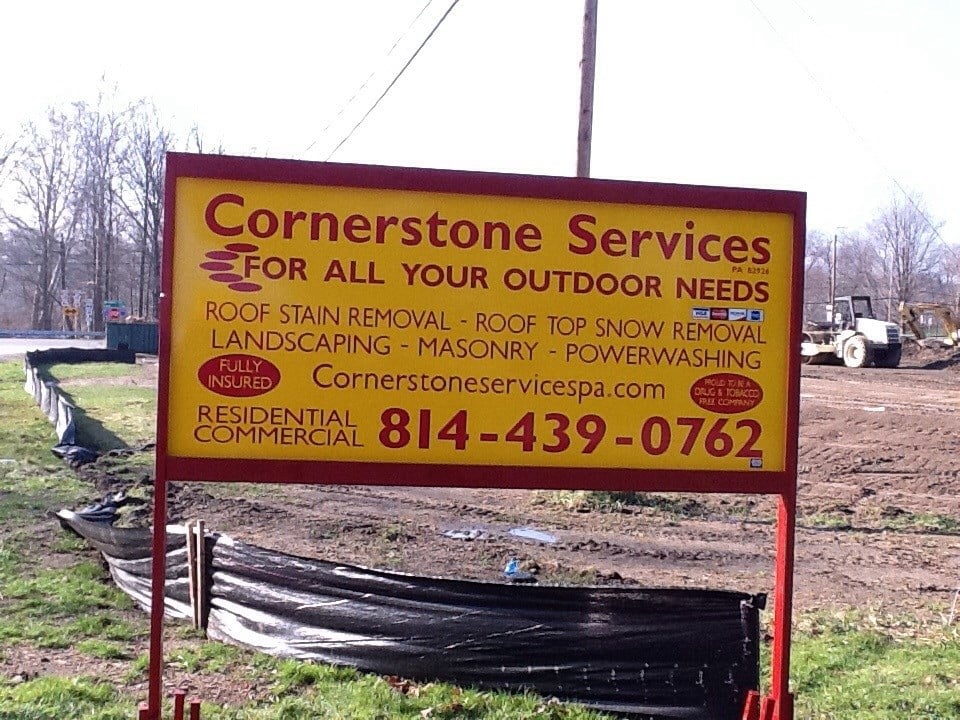 Cornerstone Services
PA 82926
FOR ALL YOUR OUTDOOR NEEDS
ROOF STAIN REMOVAL - ROOF TOP SNOW REMOVAL
LANDSCAPING - MASONRY - POWERWASHING
FULLY
INSURED
Cornerstoneservicespa.com
PROUD TO BE A
DRUG & TOBACCO
FREE COMPANY
RESIDENTIAL
COMMERCIAL
814-439-0762